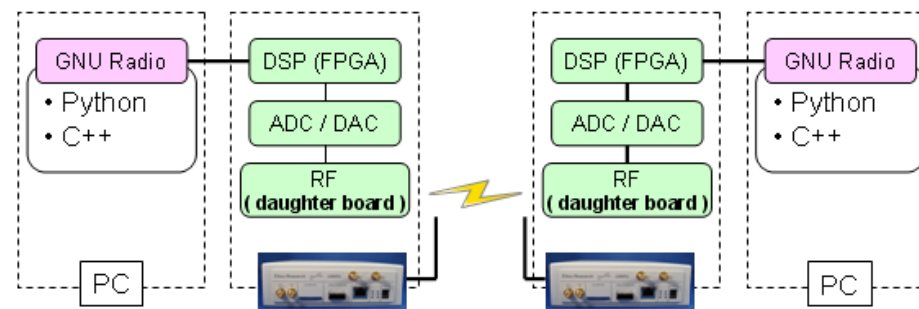 GNU Radio
• Python
• C++
PC
DSP (FPGA)
ADC / DAC
RF
( daughter board )
DSP (FPGA)
ADC / DAC
RF
( daughter board )
GNU Radio
• Python
• C++
PC